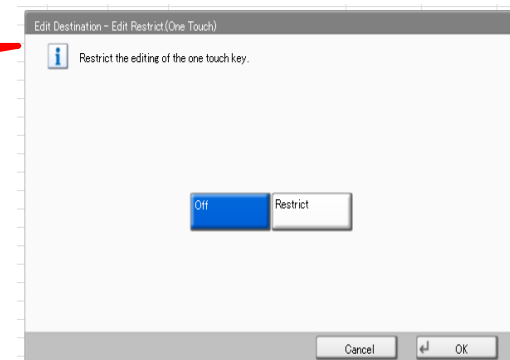 Edit Destination - Edit Restrict(One Touch)
Restrict the editing of the one touch key.
Off
Restrict
Cancel
OK